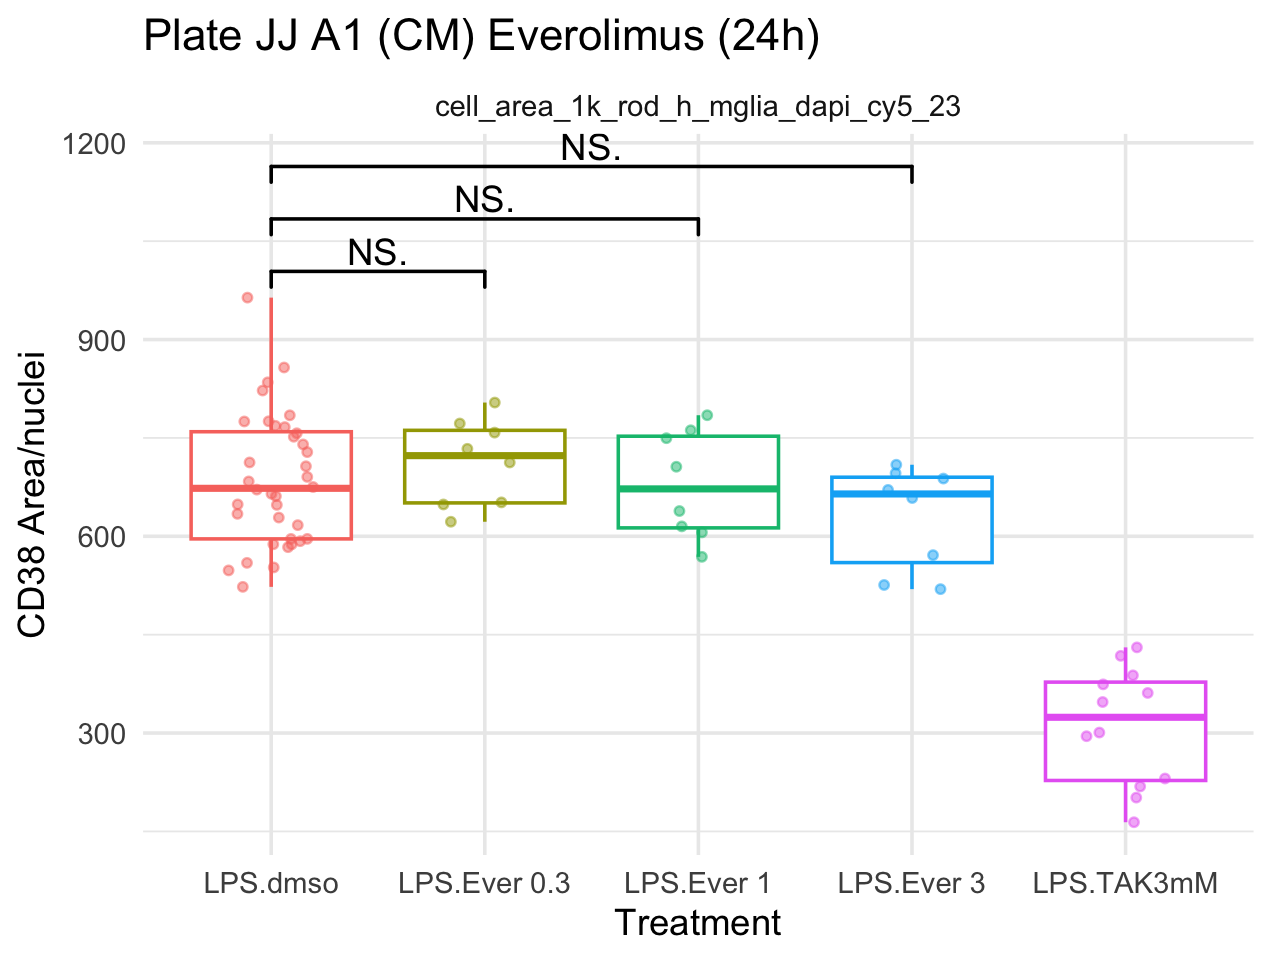 Plate JJ A1 (CM) Everolimus (24h)
cell_area_1k_rod_h_mglia_dapi_cy5_23
1200
900
600
300
CD38 Area/nuclei
NS.
NS.
NS.
LPS.dmso
LPS.Ever 0.3
LPS.Ever 1
LPS.Ever 3
LPS.TAK3mM
Treatment